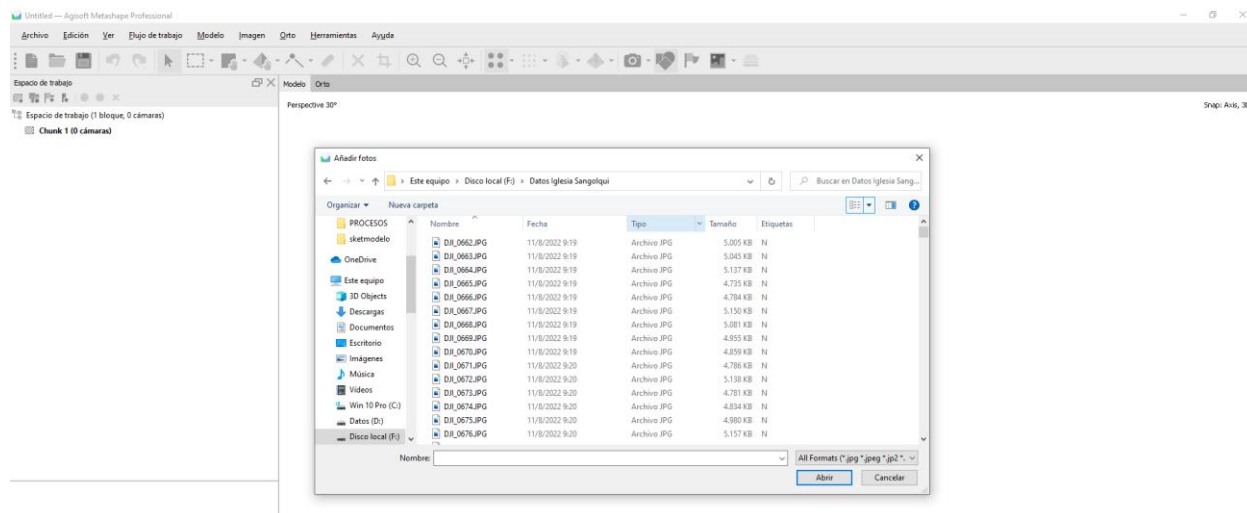 Untitled — Agisoft Metashape Professional
Archivo Edición Ver Flujo de trabajo Modelo Imagen Orto Herramientas Ayuda
Espacio de trabajo
Modelo Orto
Perspective 30°
Snap: Axis, 3D
Espacio de trabajo (1 bloque, 0 cámaras)
Chunk 1 (0 cámaras)
Añadir fotos
Este equipo > Disco local (F:) > Datos Iglesia Sangolqui
Buscar en Datos Iglesia Sang...
Organizar Nueva carpeta
PROCESOS
sketmodelo
OneDrive
Este equipo
3D Objects
Descargas
Documentos
Escritorio
Imágenes
Música
Vídeos
Win 10 Pro (C:)
Datos (D:)
Disco local (F:)
Nombre Fecha Tipo Tamaño Etiquetas
DJI_0662.JPG 11/8/2022 9:19 Archivo JPG 5.005 KB N
DJI_0663.JPG 11/8/2022 9:19 Archivo JPG 5.045 KB N
DJI_0664.JPG 11/8/2022 9:19 Archivo JPG 5.137 KB N
DJI_0665.JPG 11/8/2022 9:19 Archivo JPG 4.735 KB N
DJI_0666.JPG 11/8/2022 9:19 Archivo JPG 4.784 KB N
DJI_0667.JPG 11/8/2022 9:19 Archivo JPG 5.150 KB N
DJI_0668.JPG 11/8/2022 9:19 Archivo JPG 5.081 KB N
DJI_0669.JPG 11/8/2022 9:19 Archivo JPG 4.955 KB N
DJI_0670.JPG 11/8/2022 9:19 Archivo JPG 4.859 KB N
DJI_0671.JPG 11/8/2022 9:20 Archivo JPG 4.786 KB N
DJI_0672.JPG 11/8/2022 9:20 Archivo JPG 5.138 KB N
DJI_0673.JPG 11/8/2022 9:20 Archivo JPG 4.781 KB N
DJI_0674.JPG 11/8/2022 9:20 Archivo JPG 4.834 KB N
DJI_0675.JPG 11/8/2022 9:20 Archivo JPG 4.980 KB N
DJI_0676.JPG 11/8/2022 9:20 Archivo JPG 5.157 KB N
Nombre:
All Formats (*.jpg *.jpeg *.jp2 *.
Abrir Cancelar